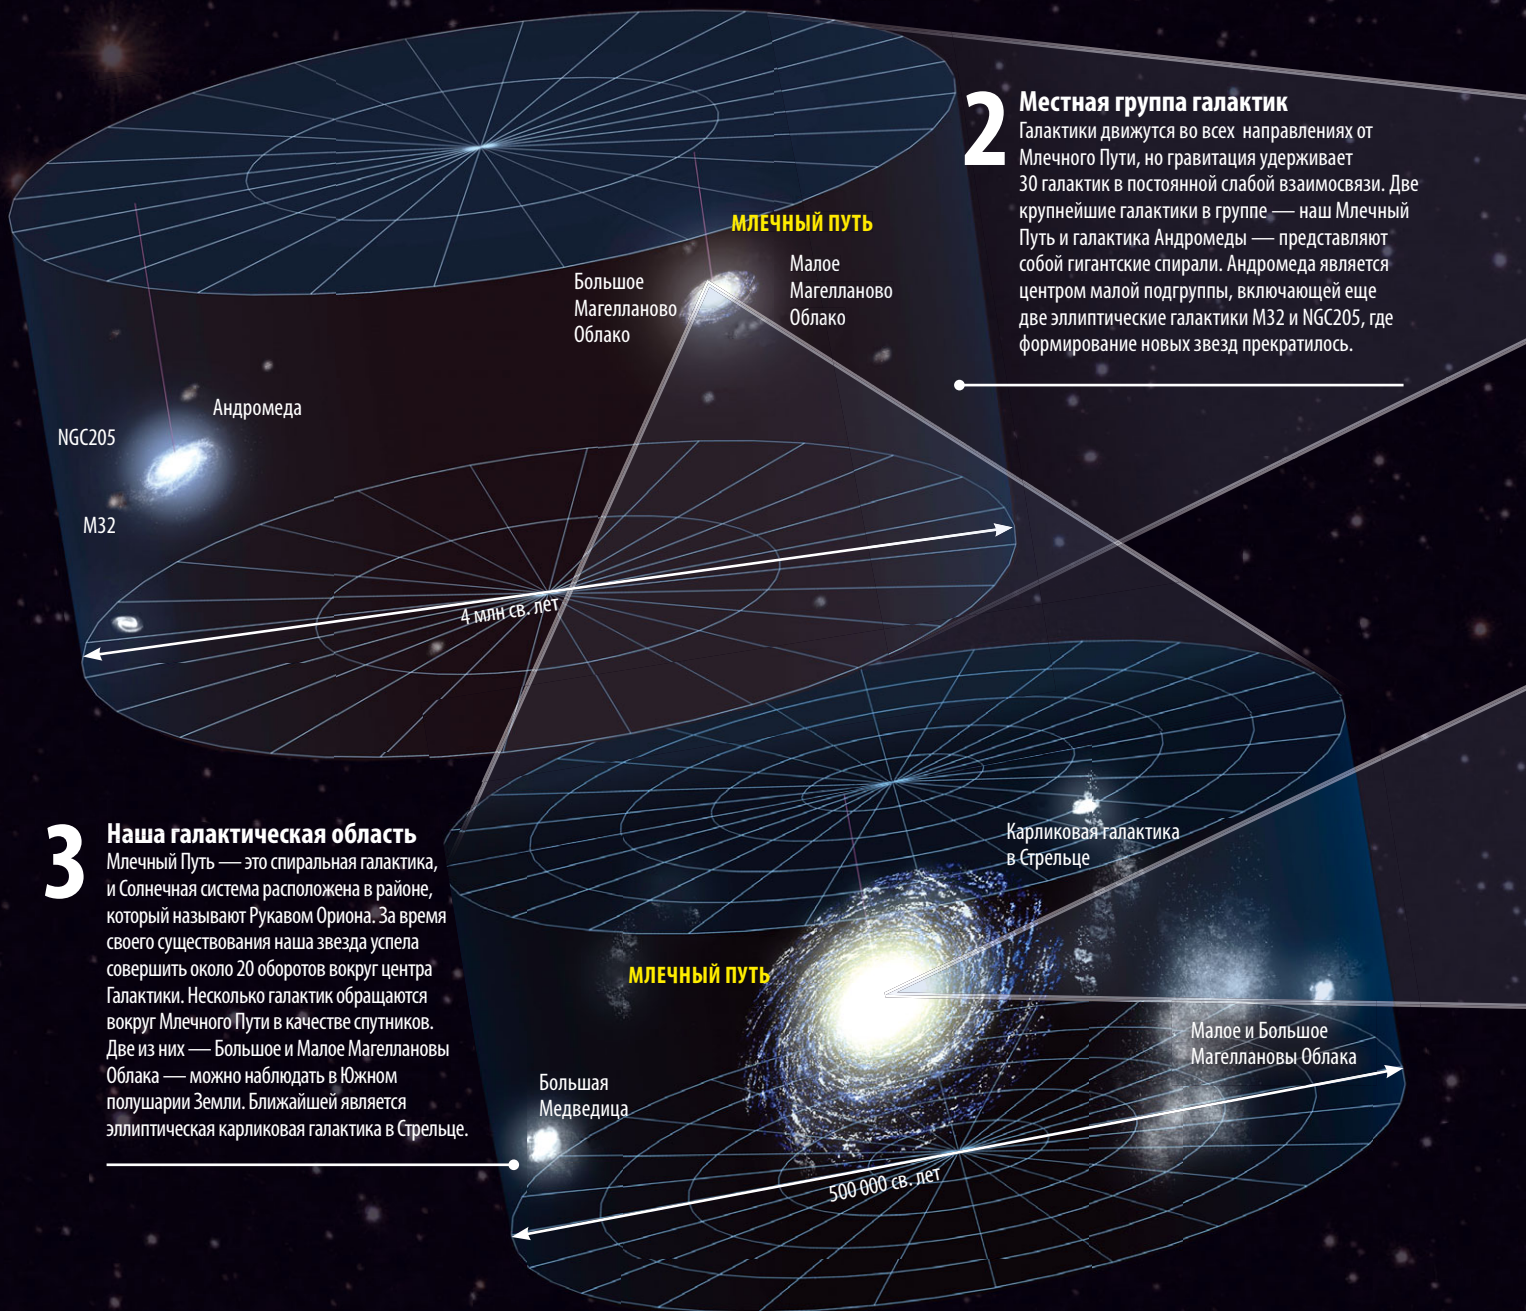 2
Местная группа галактик
Галактики движутся во всех направлениях от
Млечного Пути, но гравитация удерживает
30 галактик в постоянной слабой взаимосвязи. Две
крупнейшие галактики в группе — наш Млечный
Путь и галактика Андромеды — представляют
собой гигантские спирали. Андромеда является
центром малой подгруппы, включающей еще
две эллиптические галактики M32 и NGC205, где
формирование новых звезд прекратилось.
МЛЕЧНЫЙ ПУТЬ
Большое
Магелланово
Облако
Малое
Магелланово
Облако
Андромеда
NGC205
M32
4 млн св. лет
3
Наша галактическая область
Млечный Путь — это спиральная галактика,
и Солнечная система расположена в районе,
который называют Рукавом Ориона. За время
своего существования наша звезда успела
совершить около 20 оборотов вокруг центра
Галактики. Несколько галактик обращаются
вокруг Млечного Пути в качестве спутников.
Две из них — Большое и Малое Магеллановы
Облака — можно наблюдать в Южном
полушарии Земли. Ближайшей является
эллиптическая карликовая галактика в Стрельце.
Карликовая галактика
в Стрельце
МЛЕЧНЫЙ ПУТЬ
Малое и Большое
Магеллановы Облака
Большая
Медведица
500 000 св. лет